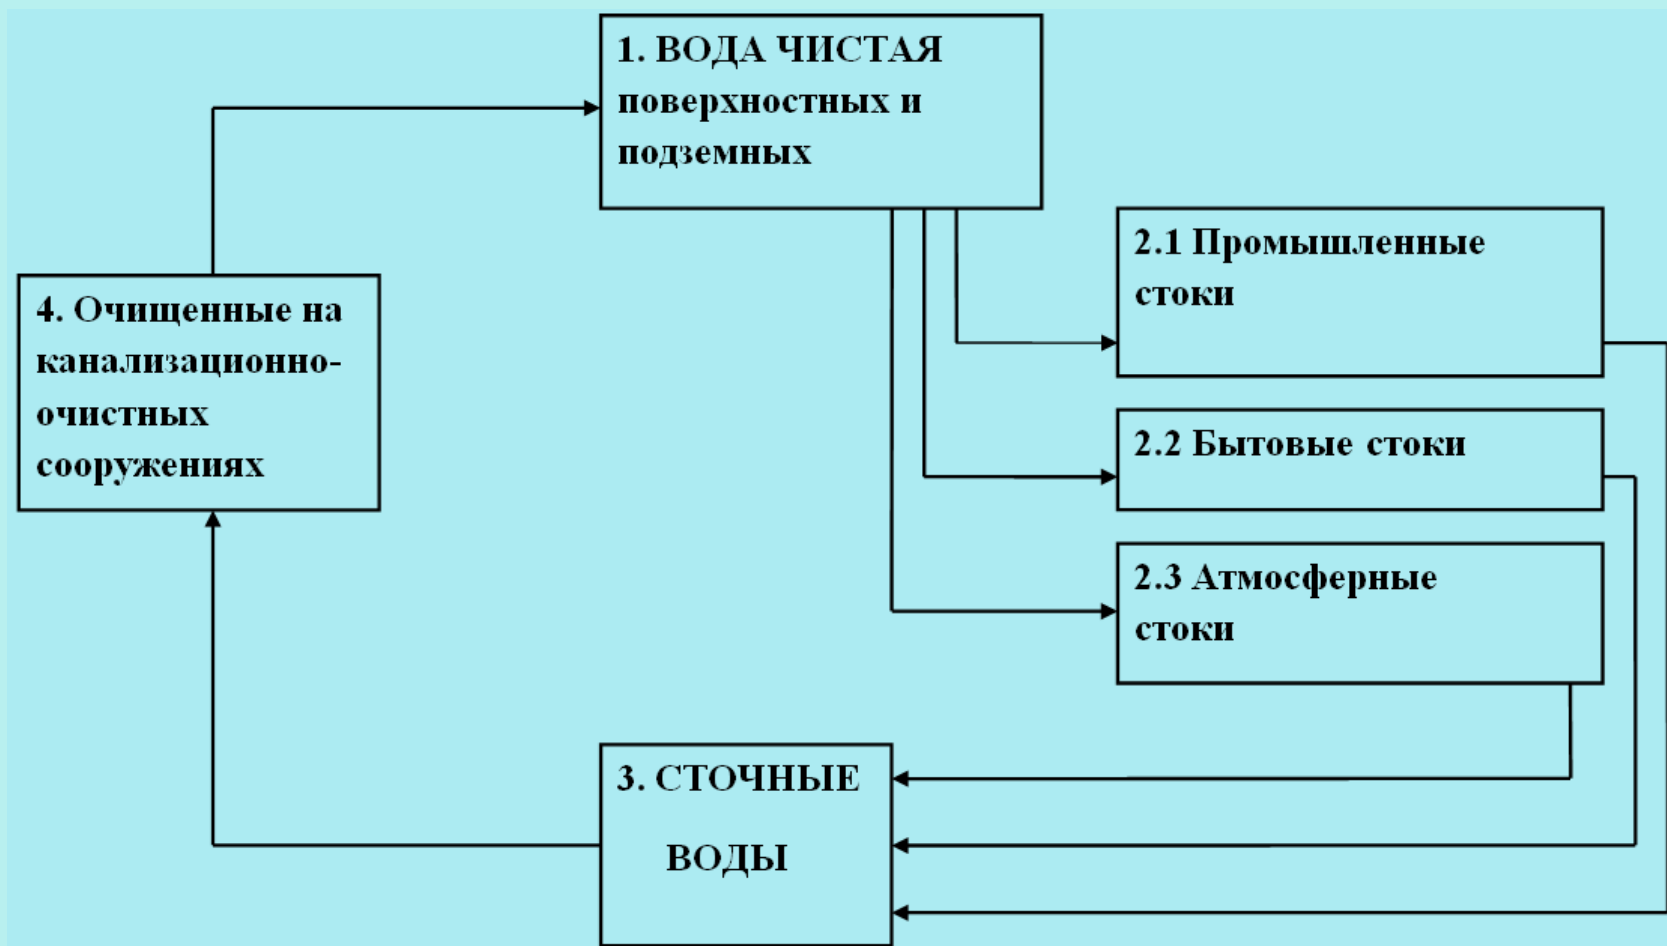 1. ВОДА ЧИСТАЯ
поверхностных и
подземных
2.1 Промышленные
стоки
4. Очищенные на
канализационно-
очистных
сооружениях
2.2 Бытовые стоки
2.3 Атмосферные
стоки
3. СТОЧНЫЕ
ВОДЫ